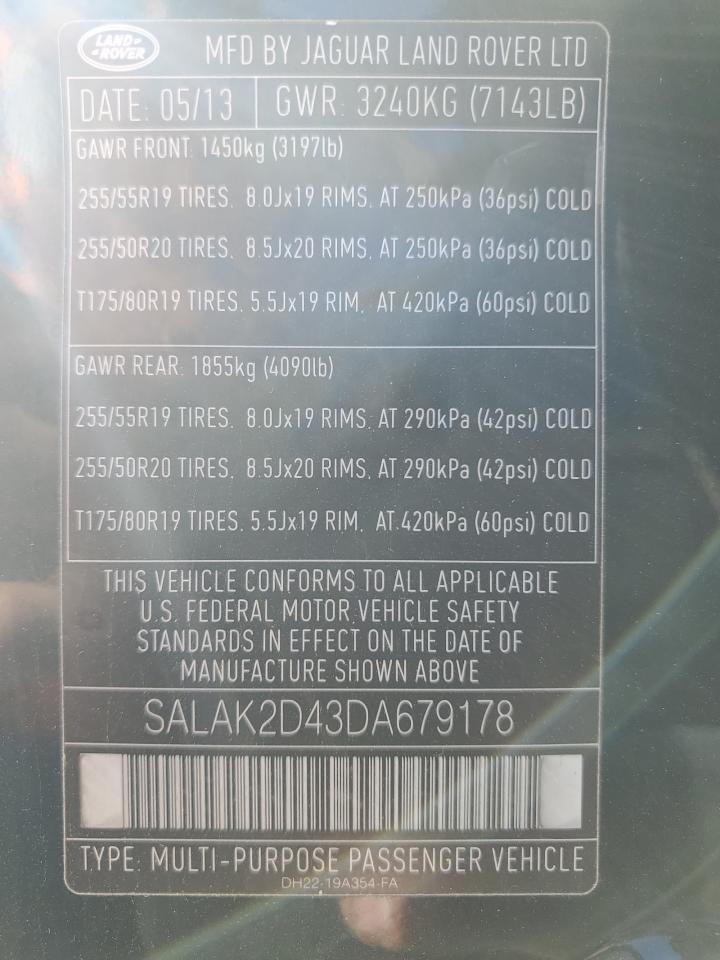 LAND-
-ROVER
MFD BY JAGUAR LAND ROVER LTD
DATE: 05/13 GWR: 3240KG (7143LB)
GAWR FRONT: 1450kg (3197lb)
255/55R19 TIRES, 8.0Jx19 RIMS, AT 250kPa (36psi) COLD
255/50R20 TIRES, 8.5Jx20 RIMS, AT 250kPa (36psi) COLD
T175/80R19 TIRES, 5.5Jx19 RIM, AT 420kPa (60psi) COLD
GAWR REAR: 1855kg (4090lb)
255/55R19 TIRES, 8.0Jx19 RIMS, AT 290kPa (42psi) COLD
255/50R20 TIRES, 8.5Jx20 RIMS, AT 290kPa (42psi) COLD
T175/80R19 TIRES, 5.5Jx19 RIM, AT 420kPa (60psi) COLD
THIS VEHICLE CONFORMS TO ALL APPLICABLE
U.S. FEDERAL MOTOR VEHICLE SAFETY
STANDARDS IN EFFECT ON THE DATE OF
MANUFACTURE SHOWN ABOVE
SALAK2D43DA679178
TYPE: MULTI-PURPOSE PASSENGER VEHICLE
DH22-19A354-FA